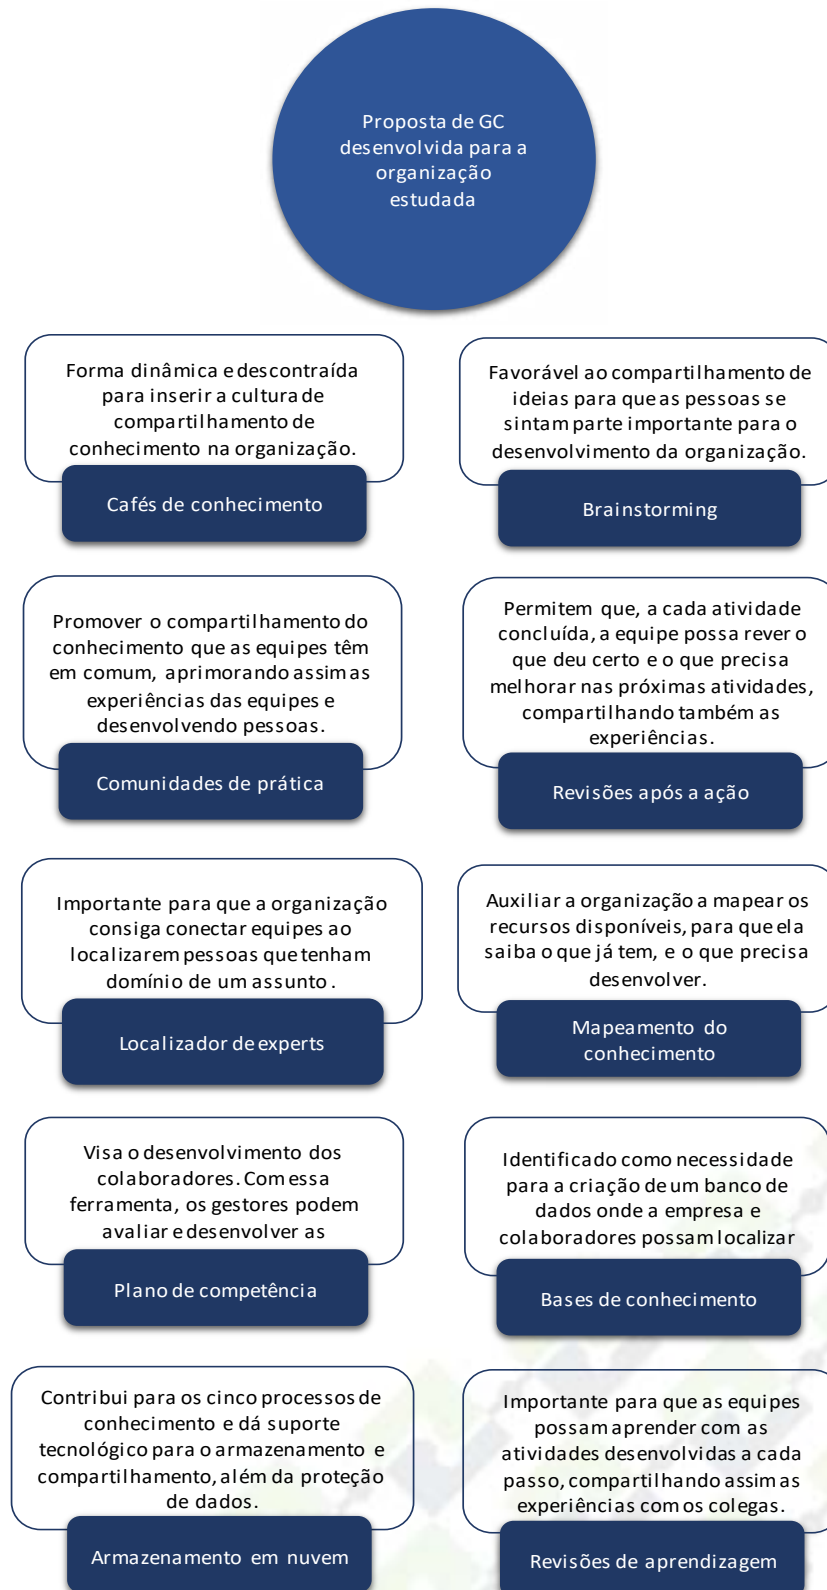 Proposta de GC
desenvolvida para a
organização
estudada
Forma dinâmica e descontraída
para inserir a cultura de
compartilhamento de
conhecimento na organização.
Cafés de conhecimento
Favorável ao compartilhamento de
ideias para que as pessoas se
sintam parte importante para o
desenvolvimento da organização.
Brainstorming
Promover o compartilhamento do
conhecimento que as equipes têm
em comum, aprimorando assim as
experiências das equipes e
desenvolvendo pessoas.
Comunidades de prática
Permitem que, a cada atividade
concluída, a equipe possa rever o
que deu certo e o que precisa
melhorar nas próximas atividades,
compartilhando também as
experiências.
Revisões após a ação
Importante para que a organização
consiga conectar equipes ao
localizarem pessoas que tenham
domínio de um assunto .
Localizador de experts
Auxiliar a organização a mapear os
recursos disponíveis, para que ela
saiba o que já tem, e o que precisa
desenvolver.
Mapeamento do
conhecimento
Visa o desenvolvimento dos
colaboradores. Com essa
ferramenta, os gestores podem
avaliar e desenvolver as
Plano de competência
Identificado como necessidade
para a criação de um banco de
dados onde a empresa e
colaboradores possam localizar
Bases de conhecimento
Contribui para os cinco processos de
conhecimento e dá suporte
tecnológico para o armazenamento e
compartilhamento, além da proteção
de dados.
Armazenamento em nuvem
Importante para que as equipes
possam aprender com as
atividades desenvolvidas a cada
passo, compartilhando assim as
experiências com os colegas.
Revisões de aprendizagem